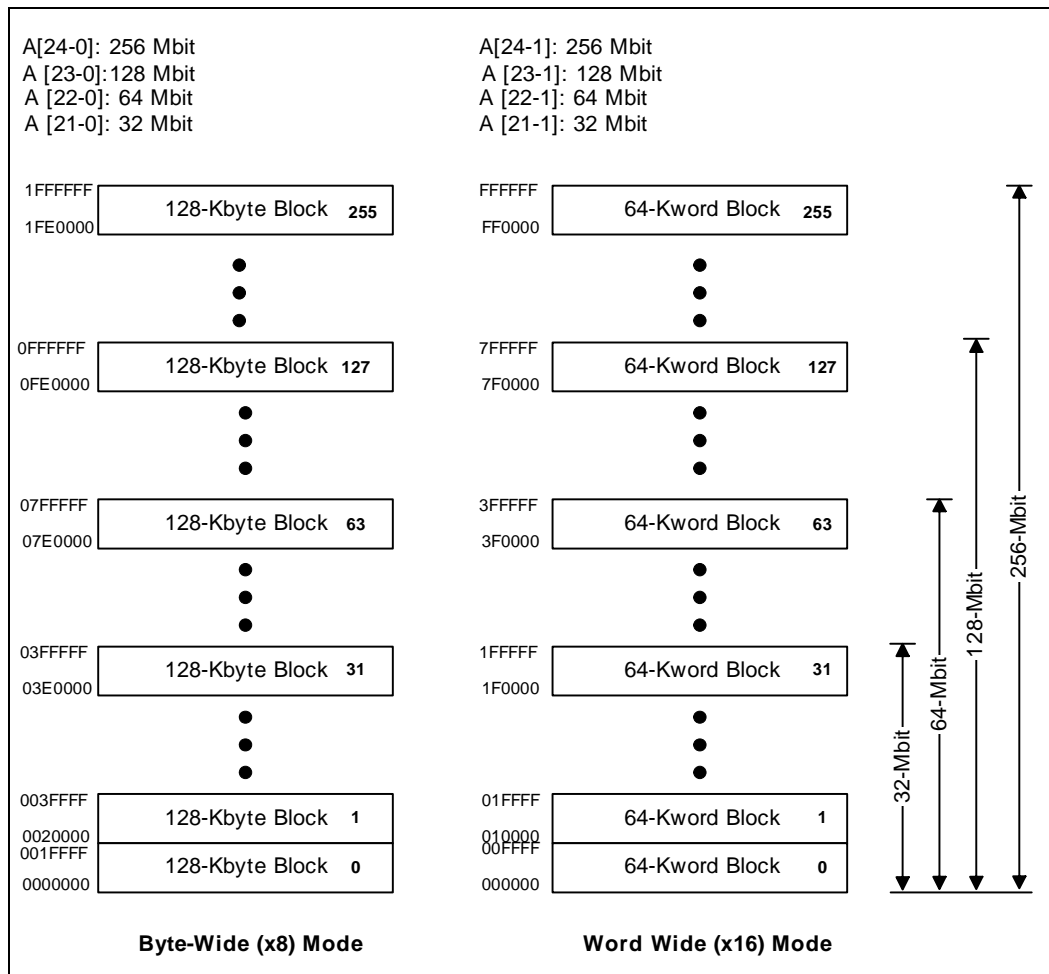 A[24-0]: 256 Mbit
A [23-0]:128 Mbit
A [22-0]: 64 Mbit
A [21-0]: 32 Mbit
A[24-1]: 256 Mbit
A [23-1]: 128 Mbit
A [22-1]: 64 Mbit
A [21-1]: 32 Mbit
1FFFFFF
128-Kbyte Block 255
1FE0000
0FFFFFF
128-Kbyte Block 127
0FE0000
07FFFFF
128-Kbyte Block 63
07E0000
03FFFFF
128-Kbyte Block 31
03E0000
003FFFF
128-Kbyte Block 1
0020000
001FFFF
128-Kbyte Block 0
0000000
Byte-Wide (x8) Mode
FFFFFF
64-Kword Block 255
FF0000
7FFFFF
64-Kword Block 127
7F0000
3FFFFF
64-Kword Block 63
3F0000
1FFFFF
64-Kword Block 31
1F0000
01FFFF
64-Kword Block 1
010000
00FFFF
64-Kword Block 0
000000
Word Wide (x16) Mode
32-Mbit
64-Mbit
128-Mbit
256-Mbit